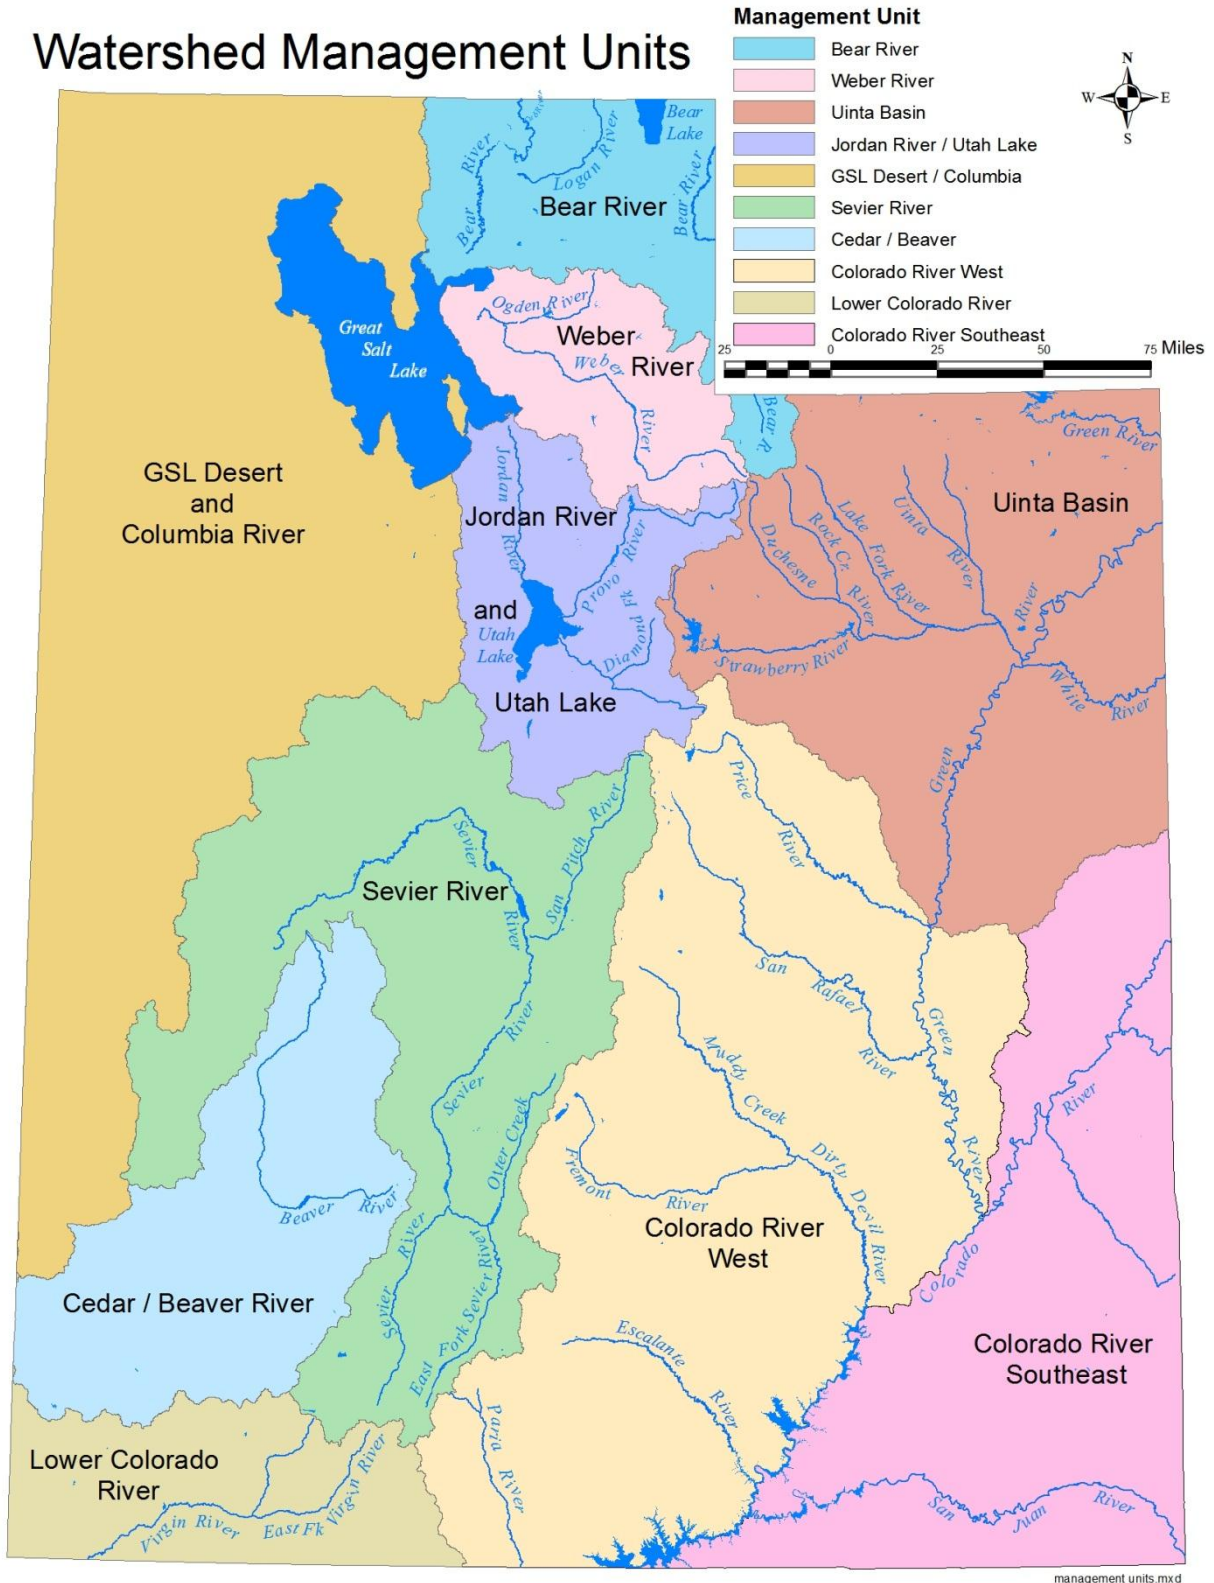 Watershed Management Units
Management Unit
Bear River
Weber River
Uinta Basin
Jordan River / Utah Lake
GSL Desert / Columbia
Sevier River
Cedar / Beaver
Colorado River West
Lower Colorado River
Colorado River Southeast
N
W
E
S
25
0
25
50
75 Miles
Bear
Lake
Bear River
Logan River
Bear River
Bear River
Ogden River
Weber
River
Weber
River
Bear R.
Great
Salt
Lake
Green River
GSL Desert
and
Columbia River
Uinta Basin
Jordan
River
Jordan River
and
Utah Lake
Utah
Lake
Provo River
Diamond Fk
Duchesne
River
Rock Cr.
Lake Fork River
Uinta
River
Strawberry River
River
White
River
Green
Price
River
San Pitch River
Sevier
River
Sevier River
San
Rafael
River
Green
River
River
Sevier
Muddy
Creek
Otter Creek
Dirty
Devil River
Fremont
River
Beaver River
Colorado River
West
River
Colorado
Sevier
River
East Fork Sevier River
Cedar / Beaver River
Escalante
River
Colorado River
Southeast
Lower Colorado
River
Paria
River
Virgin River
East Fk
Virgin River
San
Juan
River
management units.mxd